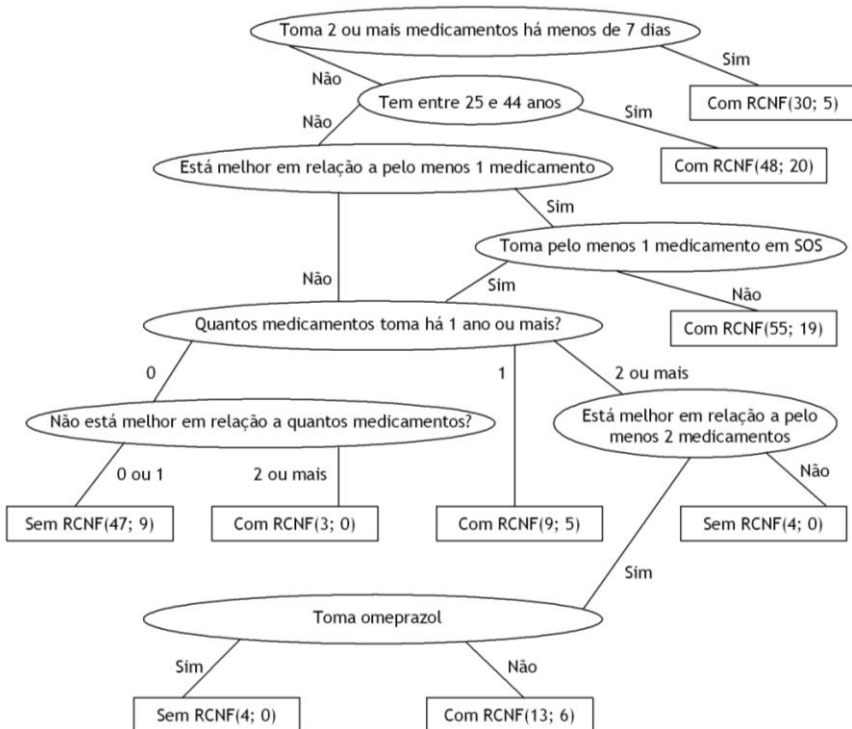 Toma 2 ou mais medicamentos há menos de 7 dias
Não
Sim
Tem entre 25 e 44 anos
Com RCNF(30; 5)
Não
Sim
Está melhor em relação a pelo menos 1 medicamento
Com RCNF(48; 20)
Sim
Toma pelo menos 1 medicamento em SOS
Não
Sim
Não
Quantos medicamentos toma há 1 ano ou mais?
Com RCNF(55; 19)
0
1
2 ou mais
Não está melhor em relação a quantos medicamentos?
Está melhor em relação a pelo
menos 2 medicamentos
0 ou 1
2 ou mais
Não
Sem RCNF(47; 9)
Com RCNF(3; 0)
Com RCNF(9; 5)
Sem RCNF(4; 0)
Sim
Toma omeprazol
Sim
Não
Sem RCNF(4; 0)
Com RCNF(13; 6)